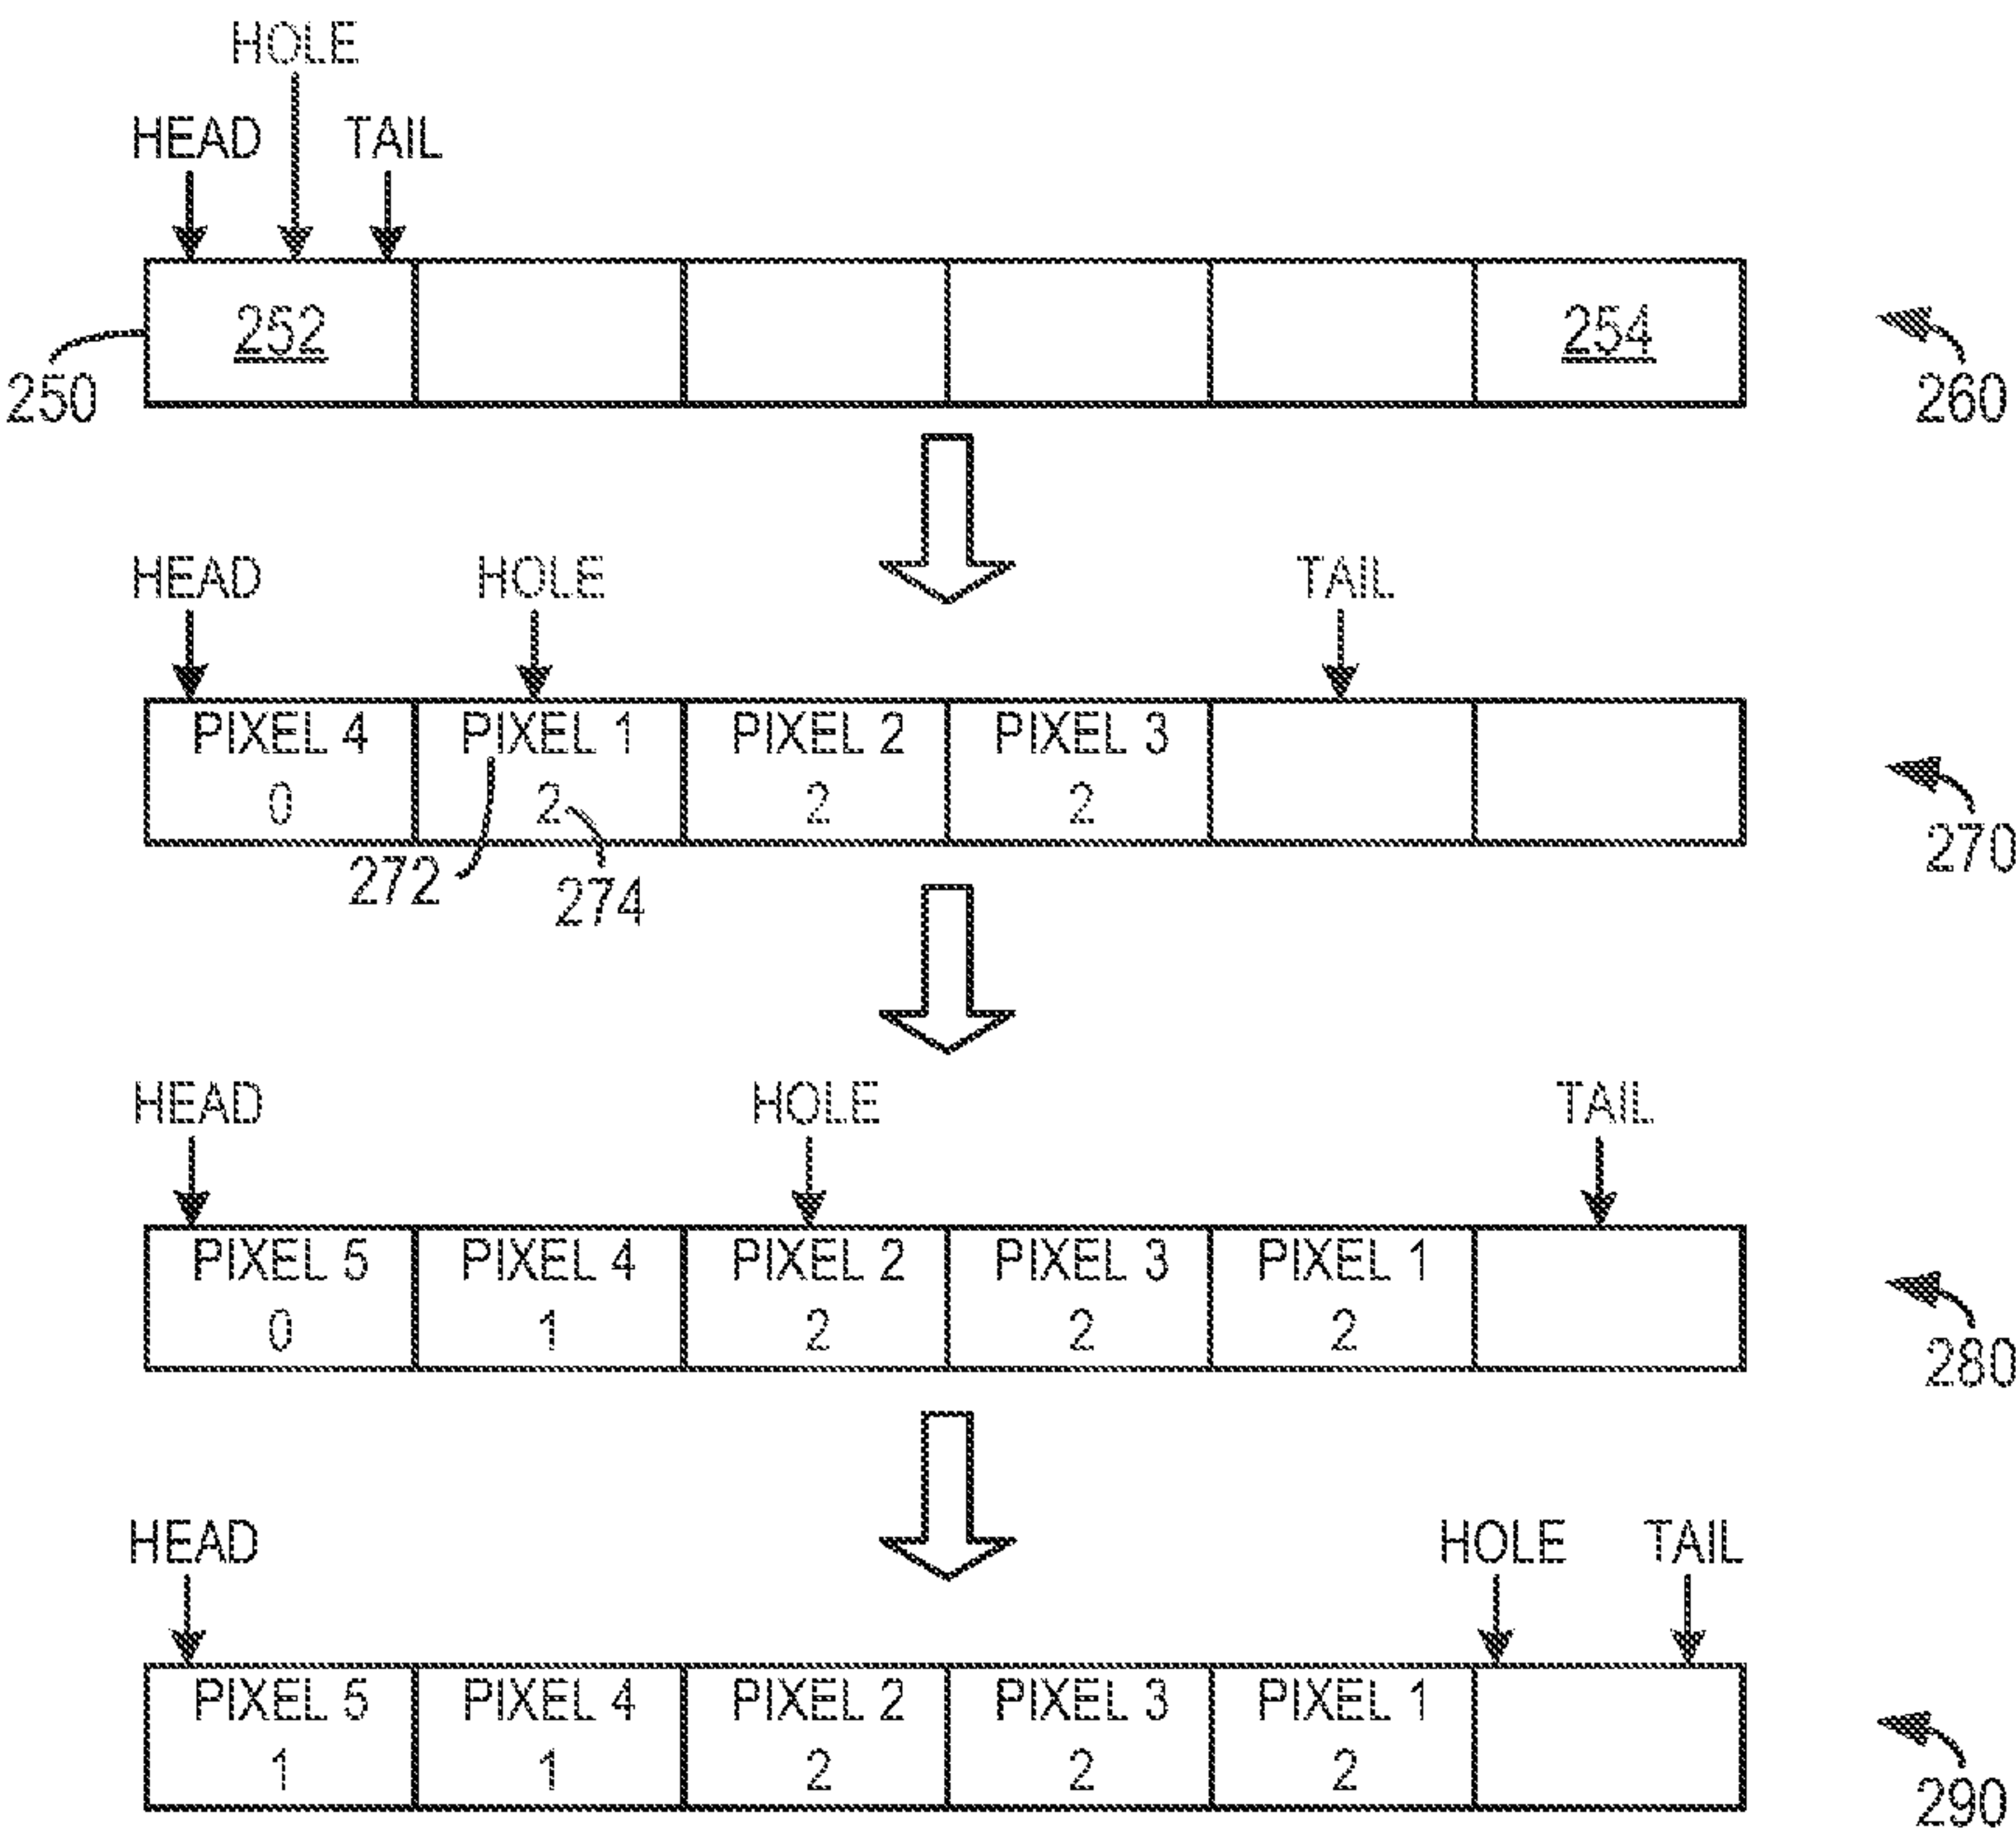 HOLE
HEAD TAIL
252 254
250 260
HEAD HOLE TAIL
PIXEL 4 PIXEL 1 PIXEL 2 PIXEL 3
0 2 2 2
272 274 270
HEAD HOLE TAIL
PIXEL 5 PIXEL 4 PIXEL 2 PIXEL 3 PIXEL 1
0 1 2 2 2
280
HEAD HOLE TAIL
PIXEL 5 PIXEL 4 PIXEL 2 PIXEL 3 PIXEL 1
1 1 2 2 2
290